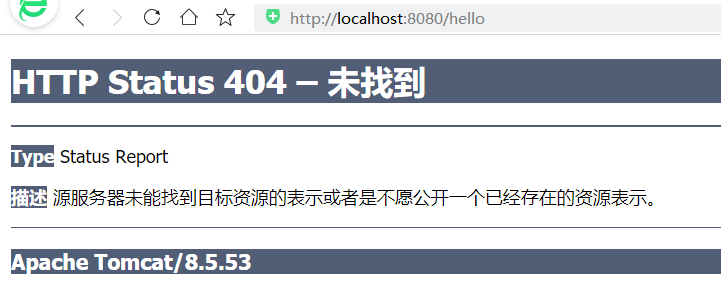 http://localhost:8080/hello
HTTP Status 404 – 未找到
Type Status Report
描述 源服务器未能找到目标资源的表示或者是不愿公开一个已经存在的资源表示。
Apache Tomcat/8.5.53